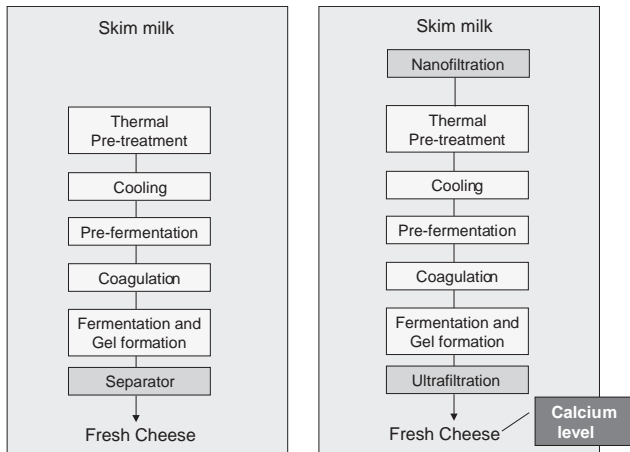 Skim milk
Thermal
Pre-treatment
Cooling
Pre-fermentation
Coagulation
Fermentation and
Gel formation
Separator
Fresh Cheese
Skim milk
Nanofiltration
Thermal
Pre-treatment
Cooling
Pre-fermentation
Coagulation
Fermentation and
Gel formation
Ultrafiltration
Fresh Cheese
Calcium
level